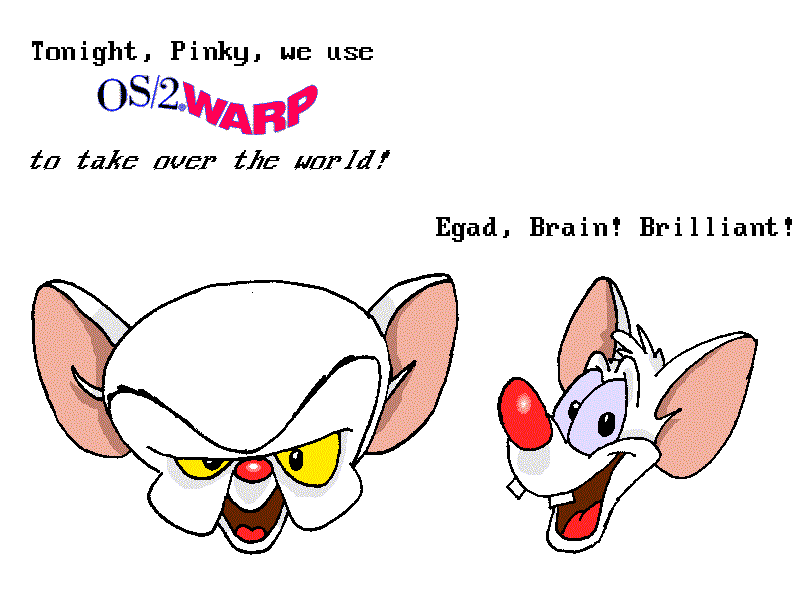 Tonight, Pinky, we use
OS/2 WARP
to take over the world!
Egad, Brain! Brilliant!